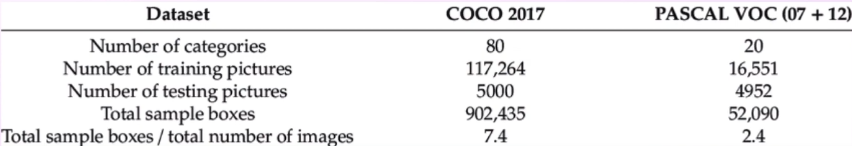 Dataset COCO 2017 PASCAL VOC (07 + 12)
Number of categories 80 20
Number of training pictures 117,264 16,551
Number of testing pictures 5000 4952
Total sample boxes 902,435 52,090
Total sample boxes / total number of images 7.4 2.4